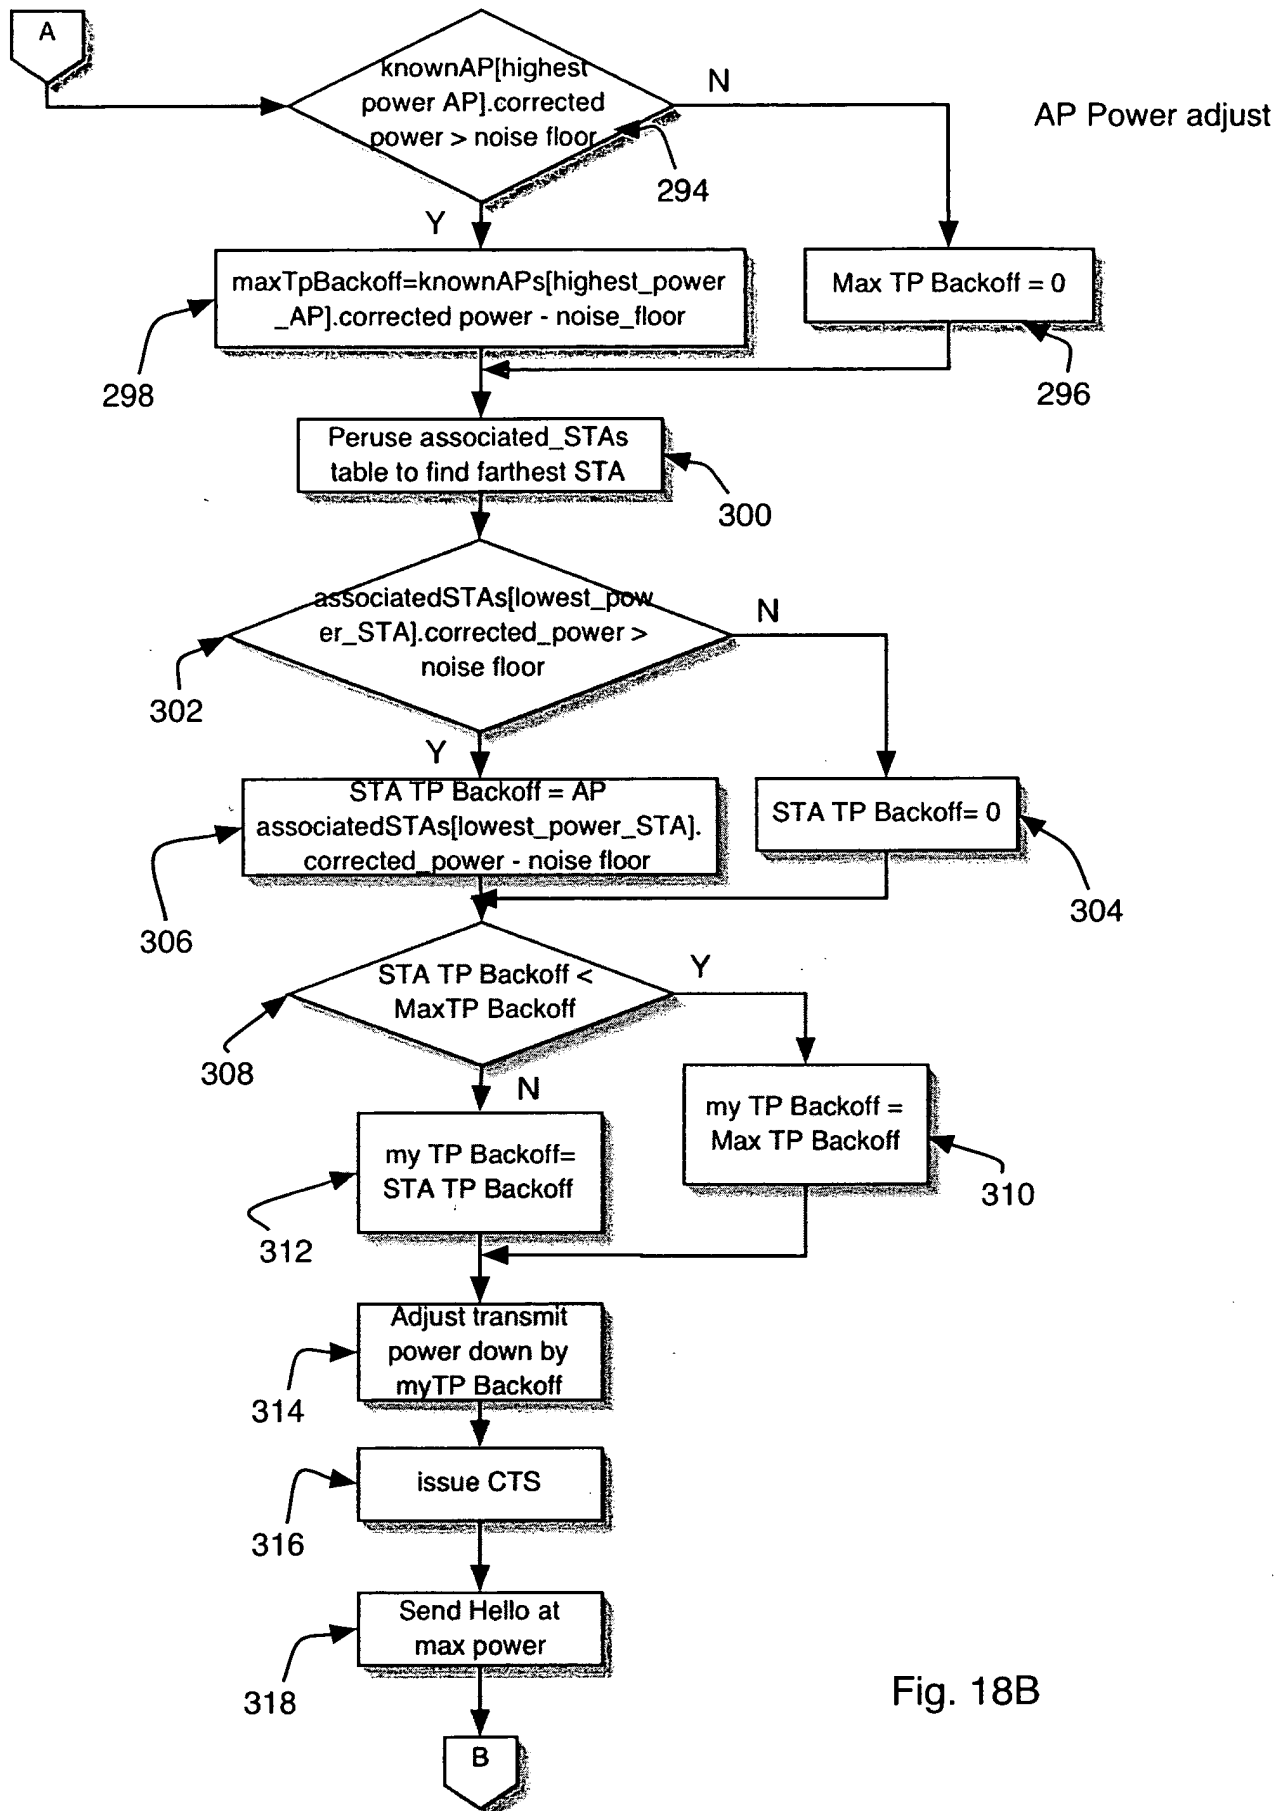 A
knownAP[highest
power AP].corrected
power > noise floor
N
AP Power adjust
294
Y
maxTpBackoff=knownAPs[highest_power
_AP].corrected power - noise_floor
Max TP Backoff = 0
298
296
Peruse associated_STAs
table to find farthest STA
300
associatedSTAs[lowest_pow
er_STA].corrected_power >
noise floor
N
302
Y
STA TP Backoff = AP
associatedSTAs[lowest_power_STA].
corrected_power - noise floor
STA TP Backoff= 0
306
304
STA TP Backoff <
MaxTP Backoff
Y
308
N
my TP Backoff =
Max TP Backoff
my TP Backoff=
STA TP Backoff
310
312
Adjust transmit
power down by
myTP Backoff
314
issue CTS
316
Send Hello at
max power
318
Fig. 18B
B